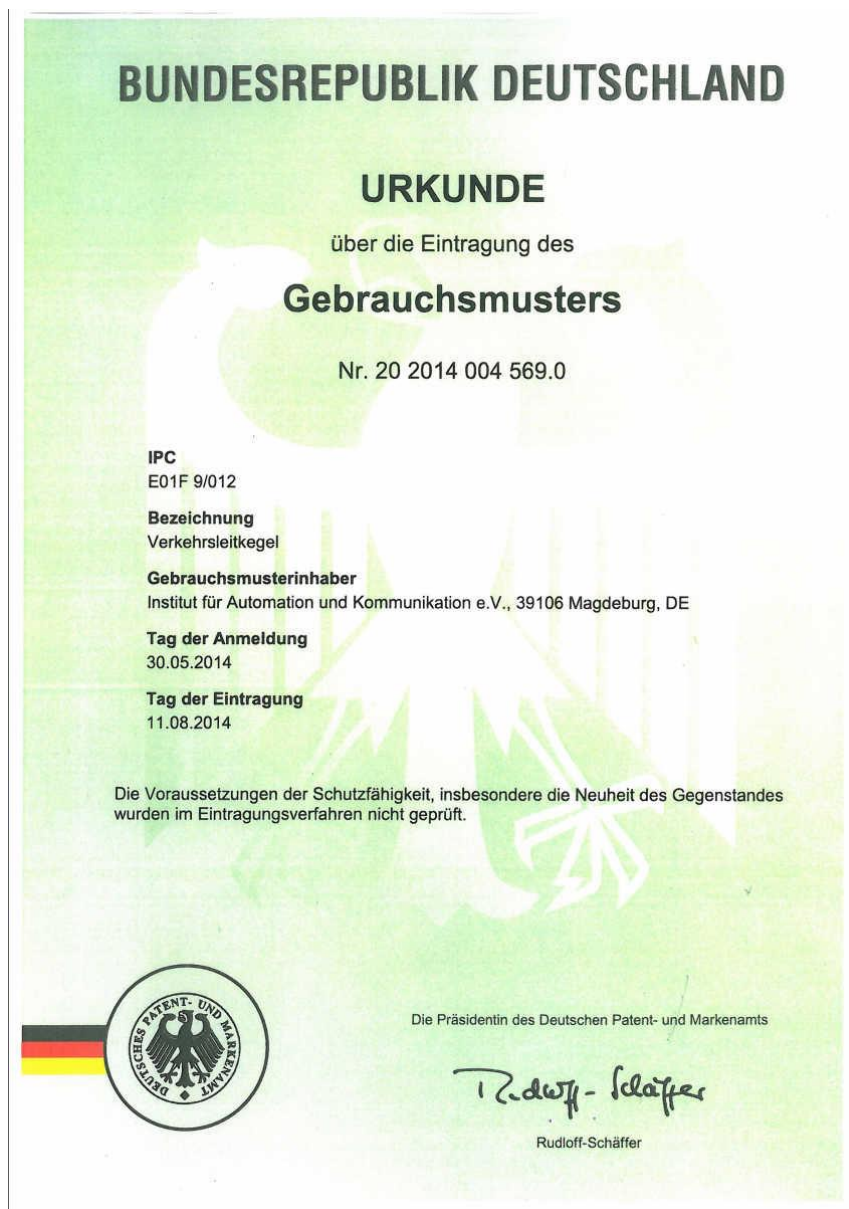 BUNDESREPUBLIK DEUTSCHLAND
URKUNDE
über die Eintragung des
Gebrauchsmusters
Nr. 20 2014 004 569.0
IPC
E01F 9/012
Bezeichnung
Verkehrsleitkegel
Gebrauchsmusterinhaber
Institut für Automation und Kommunikation e.V., 39106 Magdeburg, DE
Tag der Anmeldung
30.05.2014
Tag der Eintragung
11.08.2014
Die Voraussetzungen der Schutzfähigkeit, insbesondere die Neuheit des Gegenstandes
wurden im Eintragungsverfahren nicht geprüft.
DEUTSCHES PATENT- UND MARKENAMT
Die Präsidentin des Deutschen Patent- und Markenamts
Rudloff-Schäffer
Rudloff-Schäffer